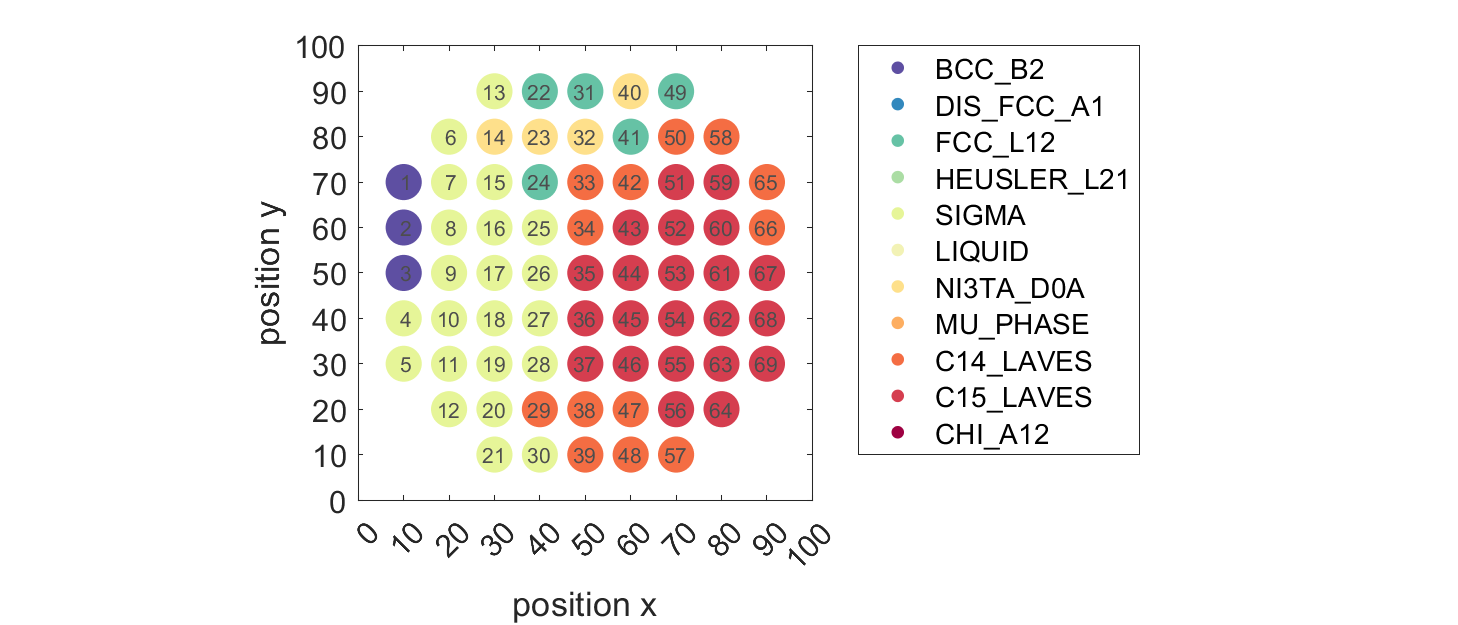 100
90
80
70
60
50
40
30
20
10
0
position y
13 22 31 40 49
6 14 23 32 41 50 58
1 7 15 24 33 42 51 59 65
2 8 16 25 34 43 52 60 66
3 9 17 26 35 44 53 61 67
4 10 18 27 36 45 54 62 68
5 11 19 28 37 46 55 63 69
12 20 29 38 47 56 64
21 30 39 48 57
0 10 20 30 40 50 60 70 80 90 100
position x
BCC_B2
DIS_FCC_A1
FCC_L12
HEUSLER_L21
SIGMA
LIQUID
NI3TA_D0A
MU_PHASE
C14_LAVES
C15_LAVES
CHI_A12